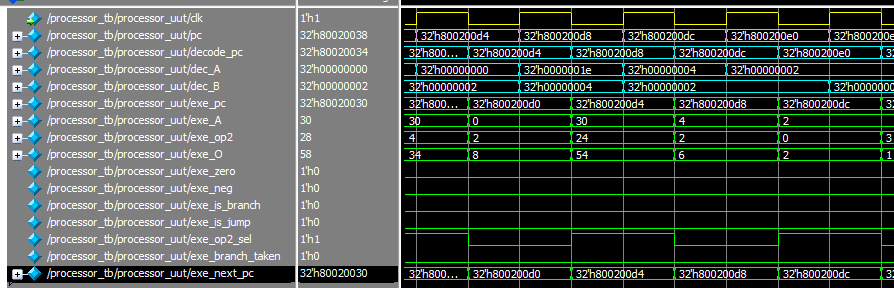 /processor_tb/processor_uut/clk 1'h1
/processor_tb/processor_uut/pc 32'h80020038 32'h800200d4 32'h800200d8 32'h800200dc 32'h800200e0 32'h8
/processor_tb/processor_uut/decode_pc 32'h80020034 32'h800... 32'h800200d4 32'h800200d8 32'h800200dc 32'h800200e0 32'h
/processor_tb/processor_uut/dec_A 32'h00000000 32'h00000000 32'h0000001e 32'h00000004 32'h00000002
/processor_tb/processor_uut/dec_B 32'h00000002 32'h00000002 32'h00000004 32'h00000002 32'h0000
/processor_tb/processor_uut/exe_pc 32'h80020030 32'h800... 32'h800200d0 32'h800200d4 32'h800200d8 32'h800200dc 32
/processor_tb/processor_uut/exe_A 30 30 0 30 4 2
/processor_tb/processor_uut/exe_op2 28 4 2 24 2 0 3
/processor_tb/processor_uut/exe_O 58 34 8 54 6 2 1
/processor_tb/processor_uut/exe_zero 1'h0
/processor_tb/processor_uut/exe_neg 1'h0
/processor_tb/processor_uut/exe_is_branch 1'h0
/processor_tb/processor_uut/exe_is_jump 1'h0
/processor_tb/processor_uut/exe_op2_sel 1'h1
/processor_tb/processor_uut/exe_branch_taken 1'h0
/processor_tb/processor_uut/exe_next_pc 32'h80020030 32'h800... 32'h800200d0 32'h800200d4 32'h800200d8 32'h800200dc 32